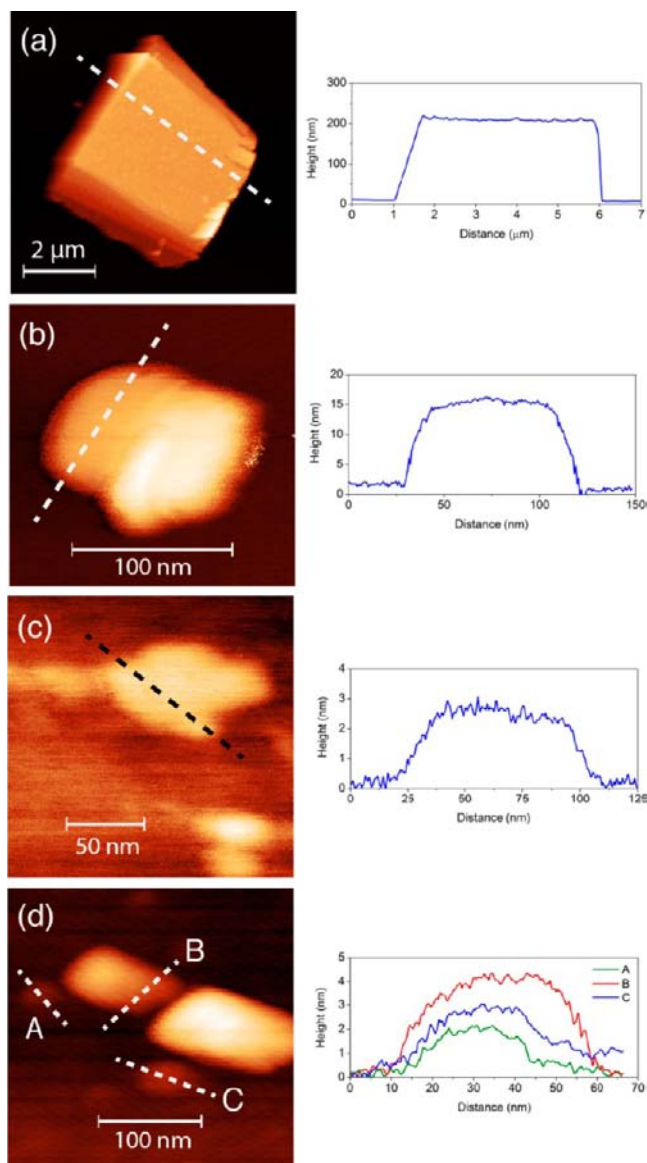 (a)
2 μm
Height (nm)
300
200
100
0
0 1 2 3 4 5 6 7
Distance (μm)
(b)
100 nm
Height (nm)
20
15
10
5
0
0 50 100 150
Distance (nm)
(c)
50 nm
Height (nm)
4
3
2
1
0
0 25 50 75 100 125
Distance (nm)
(d)
A
B
C
100 nm
Height (nm)
5
4
3
2
1
0
0 10 20 30 40 50 60 70
Distance (nm)
A
B
C